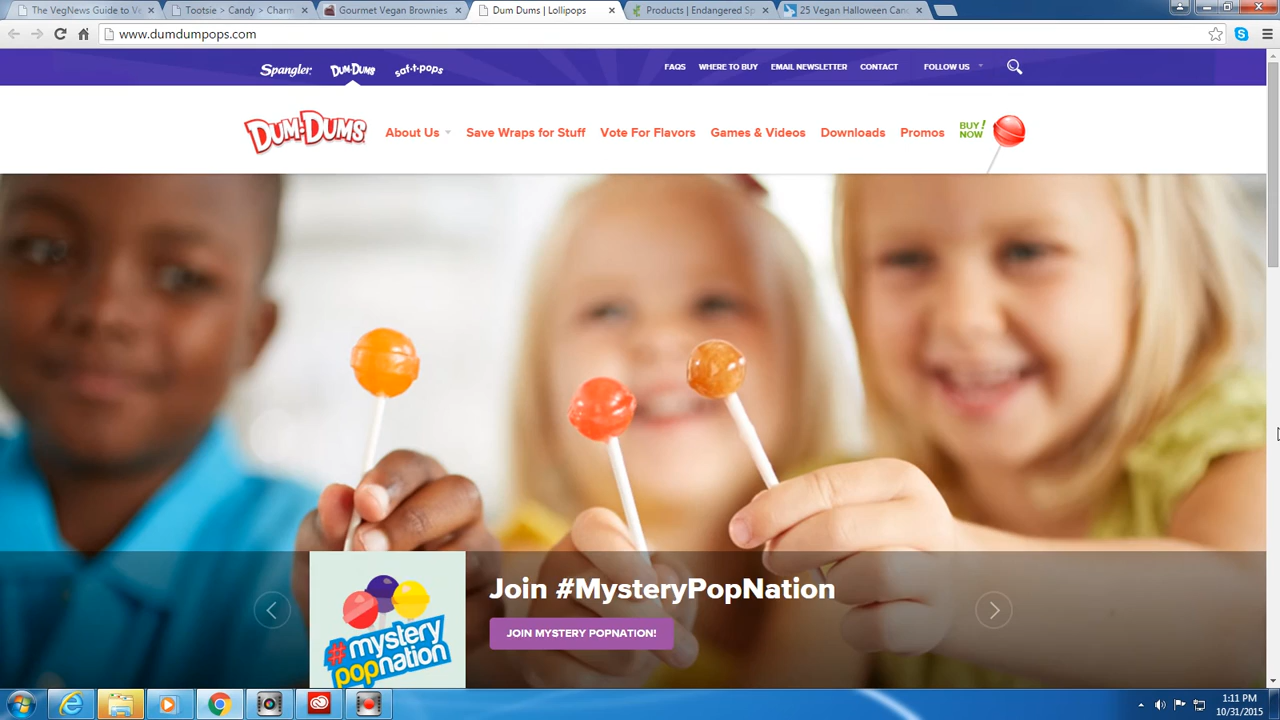 The VegNews Guide to Ve
Tootsie > Candy > Charm
Gourmet Vegan Brownies
Dum Dums | Lollipops
Products | Endangered Sp
25 Vegan Halloween Can
www.dumdumpops.com
Spangler DUM-DUMS saf-t-pops
FAQS WHERE TO BUY EMAIL NEWSLETTER CONTACT FOLLOW US
DUM-DUMS
About Us Save Wraps for Stuff Vote For Flavors Games & Videos Downloads Promos
BUY!
NOW
Join #MysteryPopNation
JOIN MYSTERY POPNATION!
#mystery
popnation
1:11 PM
10/31/2015